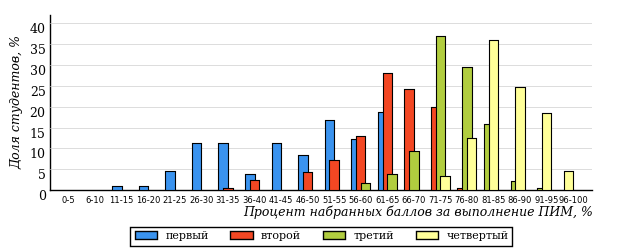 Доля студентов, %
40
35
30
25
20
15
10
5
0
0-5 6-10 11-15 16-20 21-25 26-30 31-35 36-40 41-45 46-50 51-55 56-60 61-65 66-70 71-75 76-80 81-85 86-90 91-95 96-100
Процент набранных баллов за выполнение ПИМ, %
первый второй третий четвертый